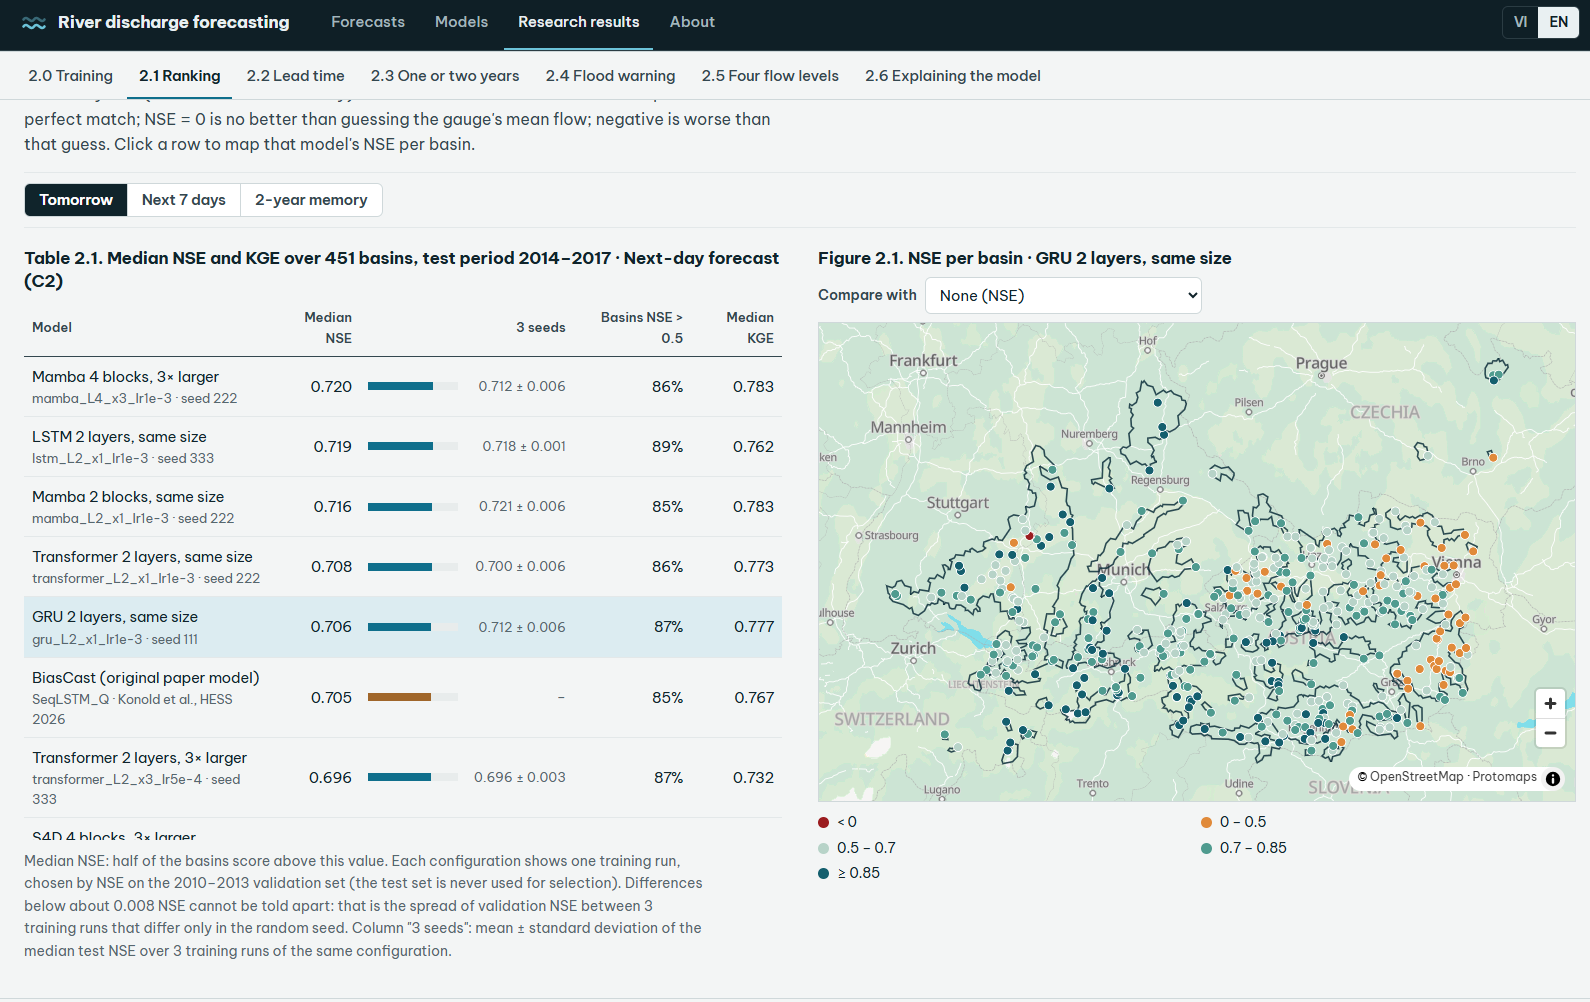 River discharge forecasting
Forecasts
Models
Research results
About
VI
EN
2.0 Training
2.1 Ranking
2.2 Lead time
2.3 One or two years
2.4 Flood warning
2.5 Four flow levels
2.6 Explaining the model
perfect match; NSE = 0 is no better than guessing the gauge's mean flow; negative is worse than
that guess. Click a row to map that model's NSE per basin.
Tomorrow
Next 7 days
2-year memory
Table 2.1. Median NSE and KGE over 451 basins, test period 2014–2017 · Next-day forecast
(C2)
Model
Median
NSE
3 seeds
Basins NSE >
0.5
Median
KGE
Mamba 4 blocks, 3× larger
mamba_L4_x3_lr1e-3 · seed 222
0.720
0.712 ± 0.006
86%
0.783
LSTM 2 layers, same size
lstm_L2_x1_lr1e-3 · seed 333
0.719
0.718 ± 0.001
89%
0.762
Mamba 2 blocks, same size
mamba_L2_x1_lr1e-3 · seed 222
0.716
0.721 ± 0.006
85%
0.783
Transformer 2 layers, same size
transformer_L2_x1_lr1e-3 · seed 222
0.708
0.700 ± 0.006
86%
0.773
GRU 2 layers, same size
gru_L2_x1_lr1e-3 · seed 111
0.706
0.712 ± 0.006
87%
0.777
BiasCast (original paper model)
SeqLSTM_Q · Konold et al., HESS
2026
0.705
–
85%
0.767
Transformer 2 layers, 3× larger
transformer_L2_x3_lr5e-4 · seed
333
0.696
0.696 ± 0.003
87%
0.732
S4D 4 blocks, 3× larger
Median NSE: half of the basins score above this value. Each configuration shows one training run,
chosen by NSE on the 2010–2013 validation set (the test set is never used for selection). Differences
below about 0.008 NSE cannot be told apart: that is the spread of validation NSE between 3
training runs that differ only in the random seed. Column "3 seeds": mean ± standard deviation of the
median test NSE over 3 training runs of the same configuration.
Figure 2.1. NSE per basin · GRU 2 layers, same size
Compare with
None (NSE)
Hof
Frankfurt
Prague
Pilsen
CZECHIA
Mannheim
Nuremberg
ken
Brno
Regensburg
Stuttgart
Strasbourg
Vienna
Munich
ulhouse
Gyor
Zurich
LIECHTENSTEIN
SWITZERLAND
Trento
Udine
Lugano
SLOVENIA
+
−
© OpenStreetMap · Protomaps
< 0
0 – 0.5
0.5 – 0.7
0.7 – 0.85
≥ 0.85